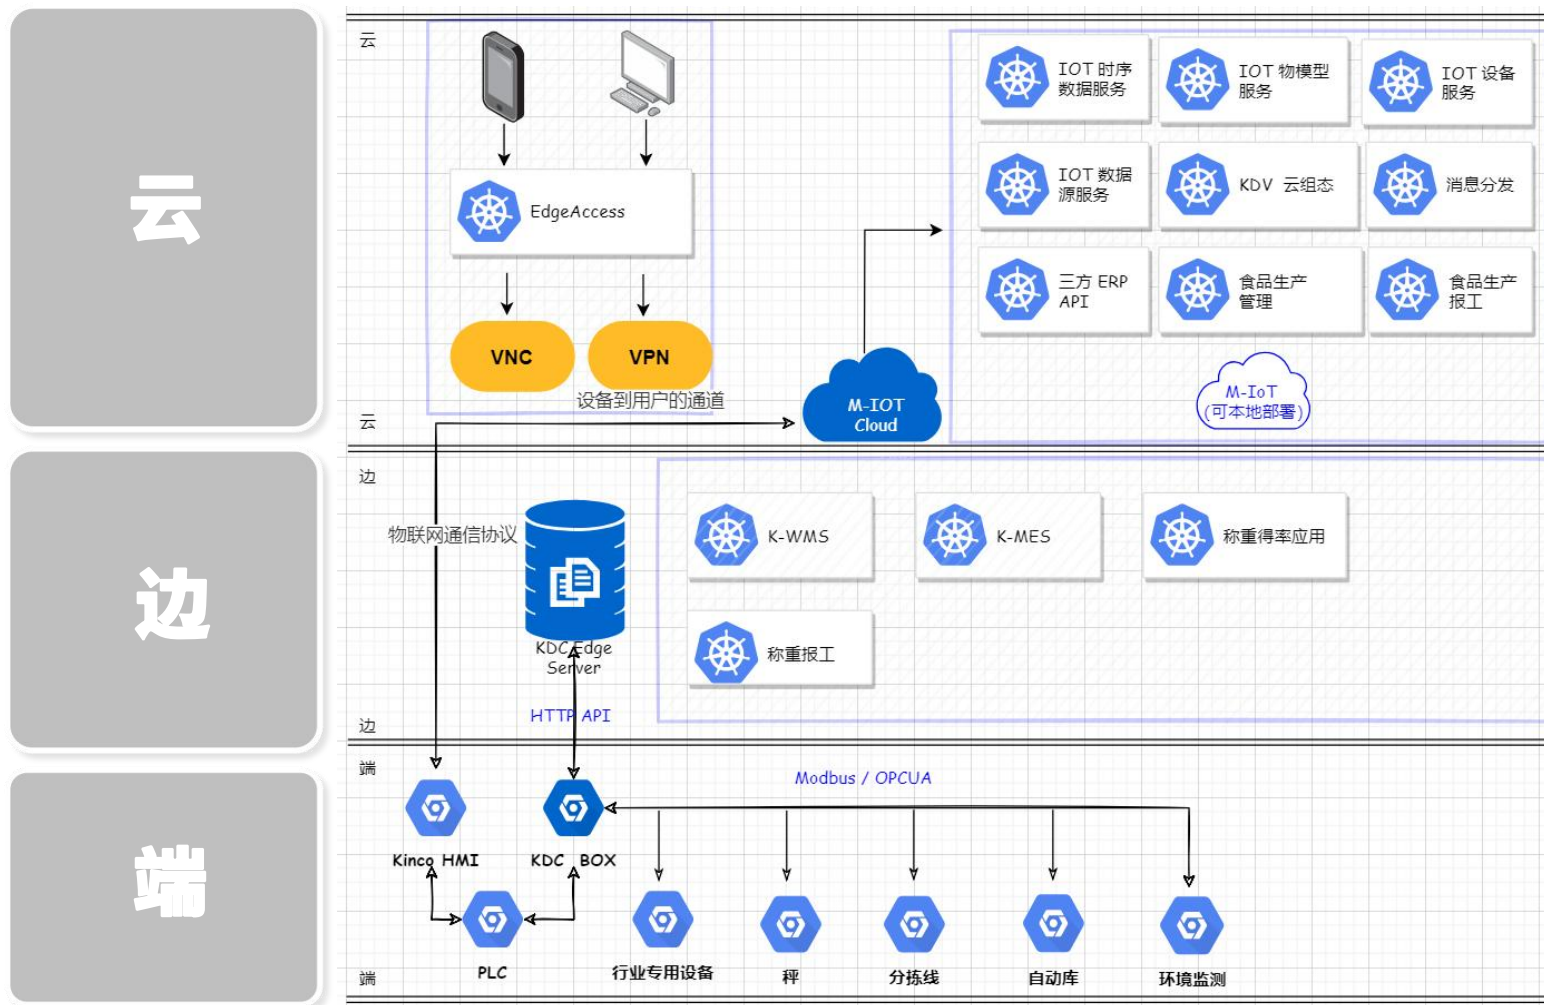 云
云
EdgeAccess
VNC
VPN
设备到用户的通道
云
M-IOT
Cloud
IOT 时序
数据服务
IOT 物模型
服务
IOT 设备
服务
IOT 数据
源服务
KDV 云组态
消息分发
三方 ERP
API
食品生产
管理
食品生产
报工
M-IoT
(可本地部署)
边
边
物联网通信协议
KDC Edge
Server
HTTP API
K-WMS
K-MES
称重得率应用
称重报工
边
端
端
Modbus / OPCUA
Kinco HMI
KDC BOX
PLC
行业专用设备
秤
分拣线
自动库
环境监测
端